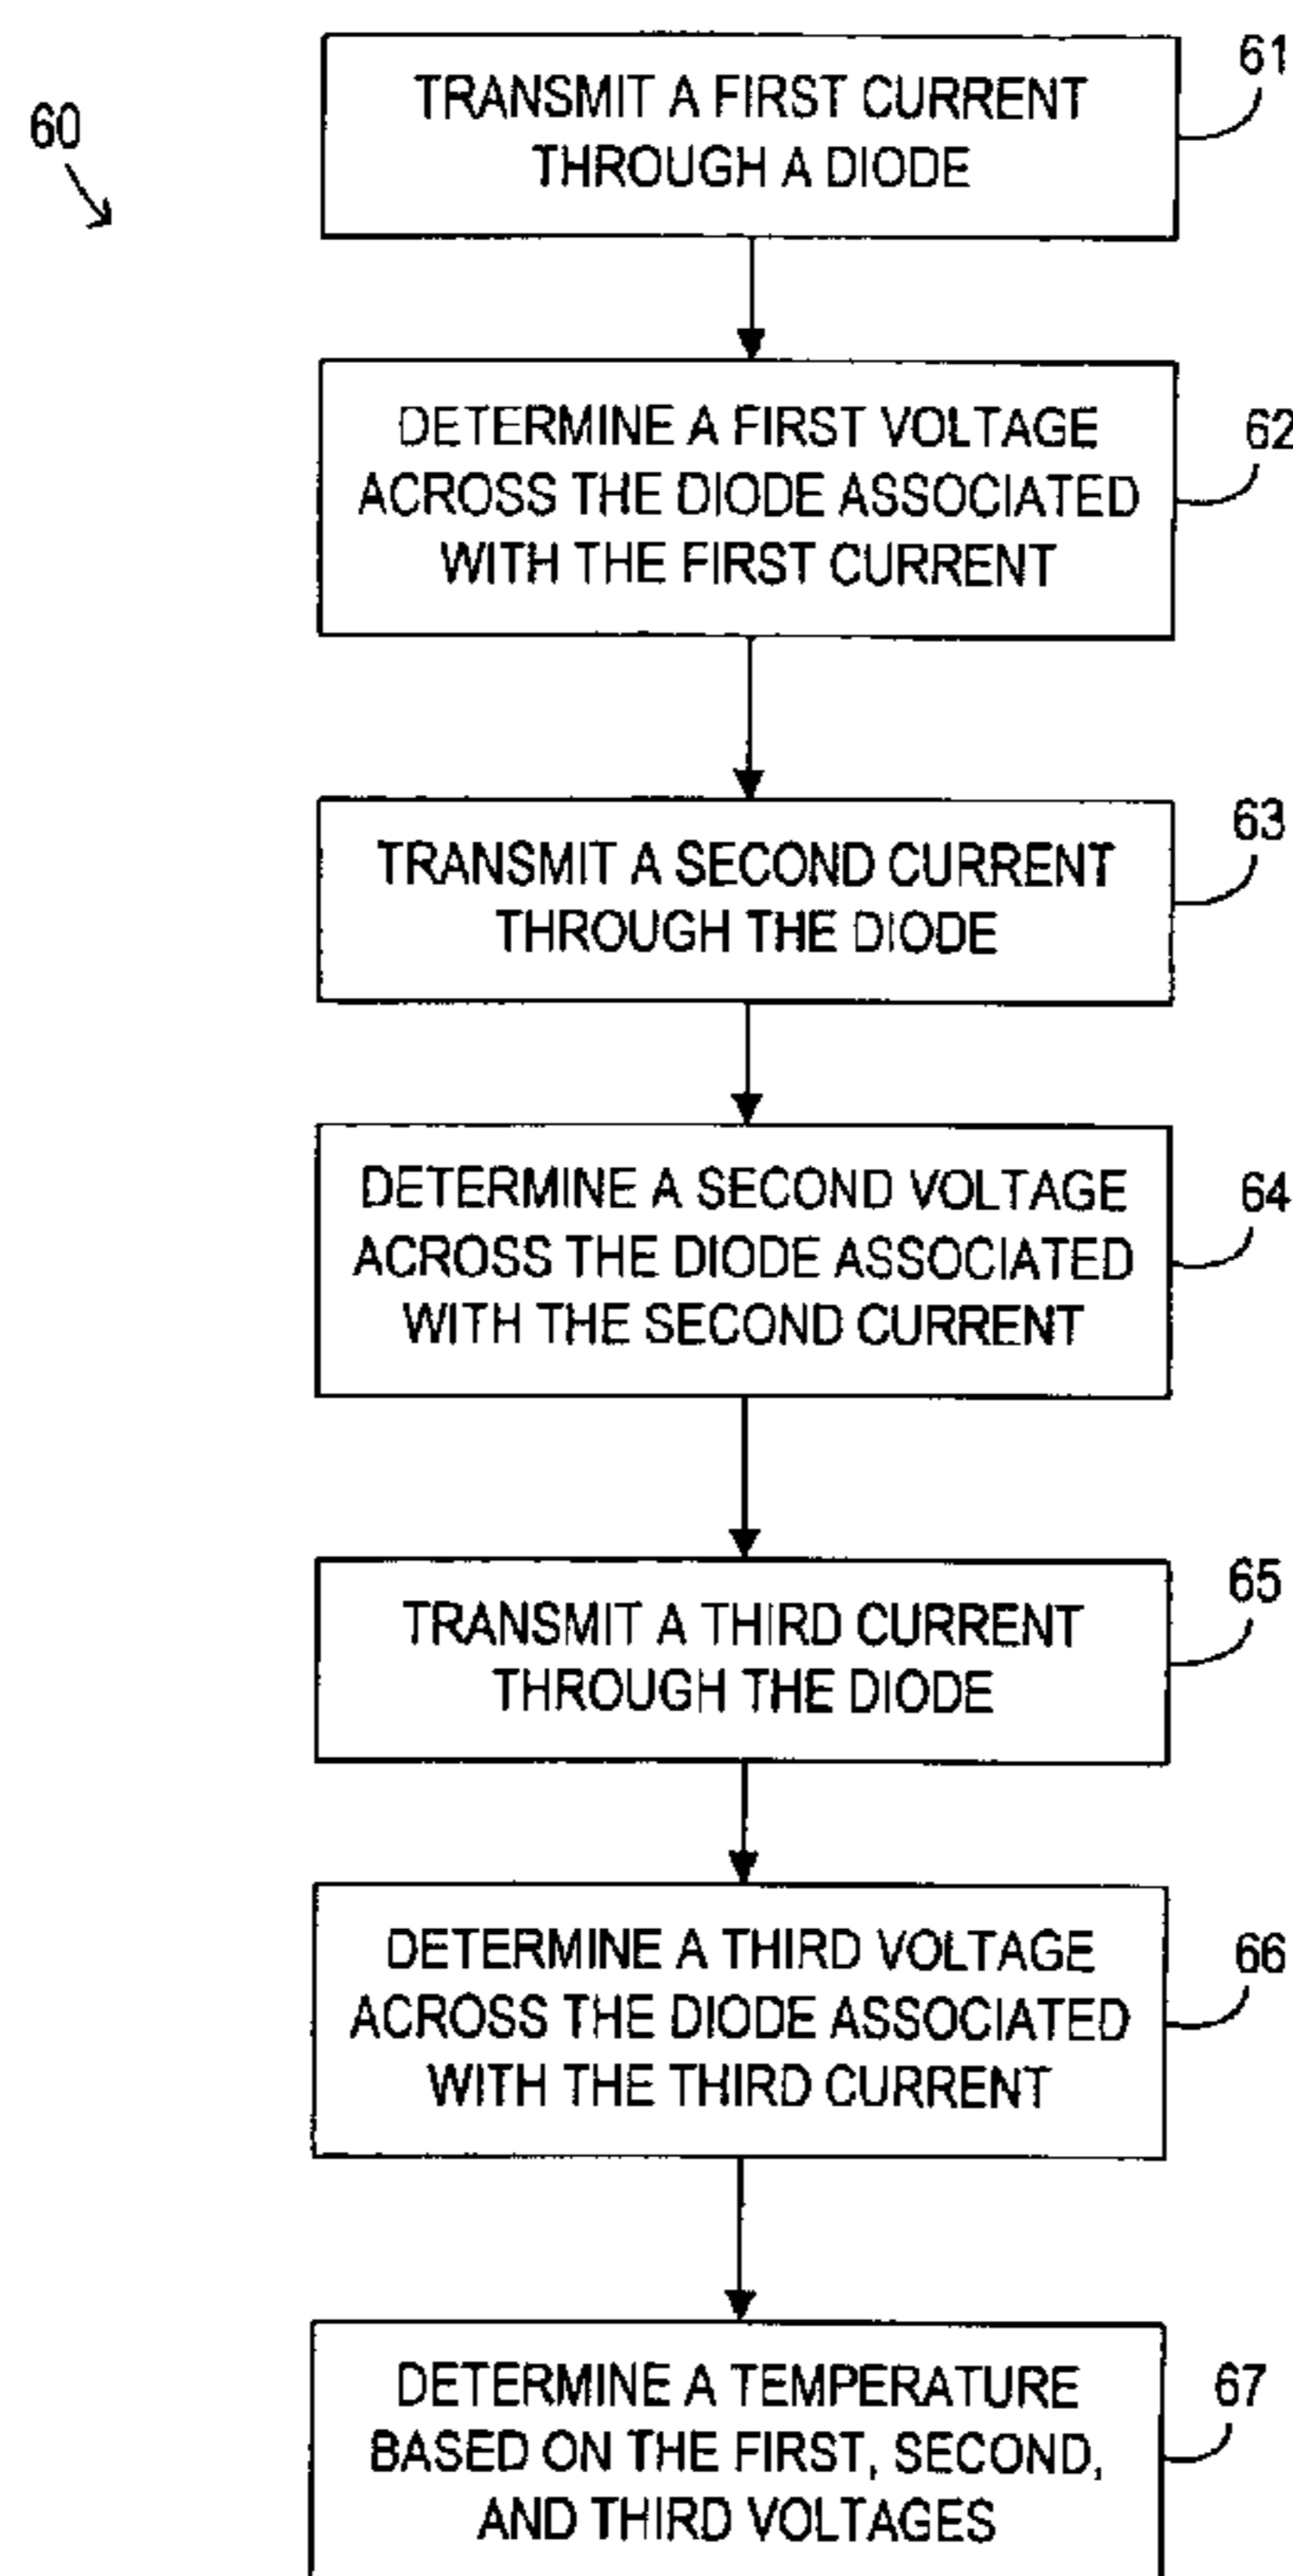 60
TRANSMIT A FIRST CURRENT
THROUGH A DIODE
61
DETERMINE A FIRST VOLTAGE
ACROSS THE DIODE ASSOCIATED
WITH THE FIRST CURRENT
62
TRANSMIT A SECOND CURRENT
THROUGH THE DIODE
63
DETERMINE A SECOND VOLTAGE
ACROSS THE DIODE ASSOCIATED
WITH THE SECOND CURRENT
64
TRANSMIT A THIRD CURRENT
THROUGH THE DIODE
65
DETERMINE A THIRD VOLTAGE
ACROSS THE DIODE ASSOCIATED
WITH THE THIRD CURRENT
66
DETERMINE A TEMPERATURE
BASED ON THE FIRST, SECOND,
AND THIRD VOLTAGES
67